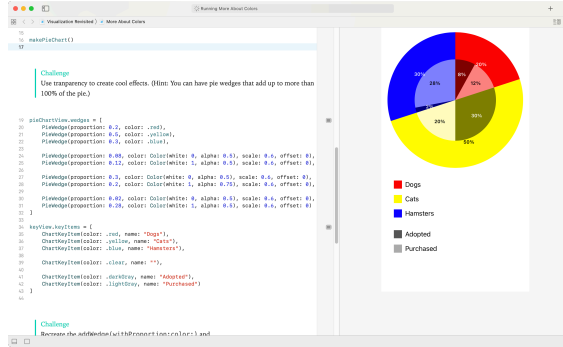 Running More About Colors
Visualization Revisited
More About Colors
15
16 makePieChart()
17
Challenge
Use tranparency to create cool effects. (Hint: You can have pie wedges that add up to more than
100% of the pie.)
19 pieChartView.wedges = [
20 PieWedge(proportion: 0.2, color: .red),
21 PieWedge(proportion: 0.5, color: .yellow),
22 PieWedge(proportion: 0.3, color: .blue),
23
24 PieWedge(proportion: 0.08, color: Color(white: 0, alpha: 0.5), scale: 0.6, offset: 0),
25 PieWedge(proportion: 0.12, color: Color(white: 1, alpha: 0.5), scale: 0.6, offset: 0),
26
27 PieWedge(proportion: 0.3, color: Color(white: 0, alpha: 0.5), scale: 0.6, offset: 0),
28 PieWedge(proportion: 0.2, color: Color(white: 1, alpha: 0.75), scale: 0.6, offset: 0),
29
30 PieWedge(proportion: 0.02, color: Color(white: 0, alpha: 0.5), scale: 0.6, offset: 0),
31 PieWedge(proportion: 0.28, color: Color(white: 1, alpha: 0.5), scale: 0.6, offset: 0)
32 ]
33
34 keyView.keyItems = [
35 ChartKeyItem(color: .red, name: "Dogs"),
36 ChartKeyItem(color: .yellow, name: "Cats"),
37 ChartKeyItem(color: .blue, name: "Hamsters"),
38
39 ChartKeyItem(color: .clear, name: ""),
40
41 ChartKeyItem(color: .darkGray, name: "Adopted"),
42 ChartKeyItem(color: .lightGray, name: "Purchased")
43 ]
44
Challenge
Recreate the addWedge(withProportion:color:) and
20%
30%
8%
28%
12%
2%
30%
20%
50%
Dogs
Cats
Hamsters
Adopted
Purchased